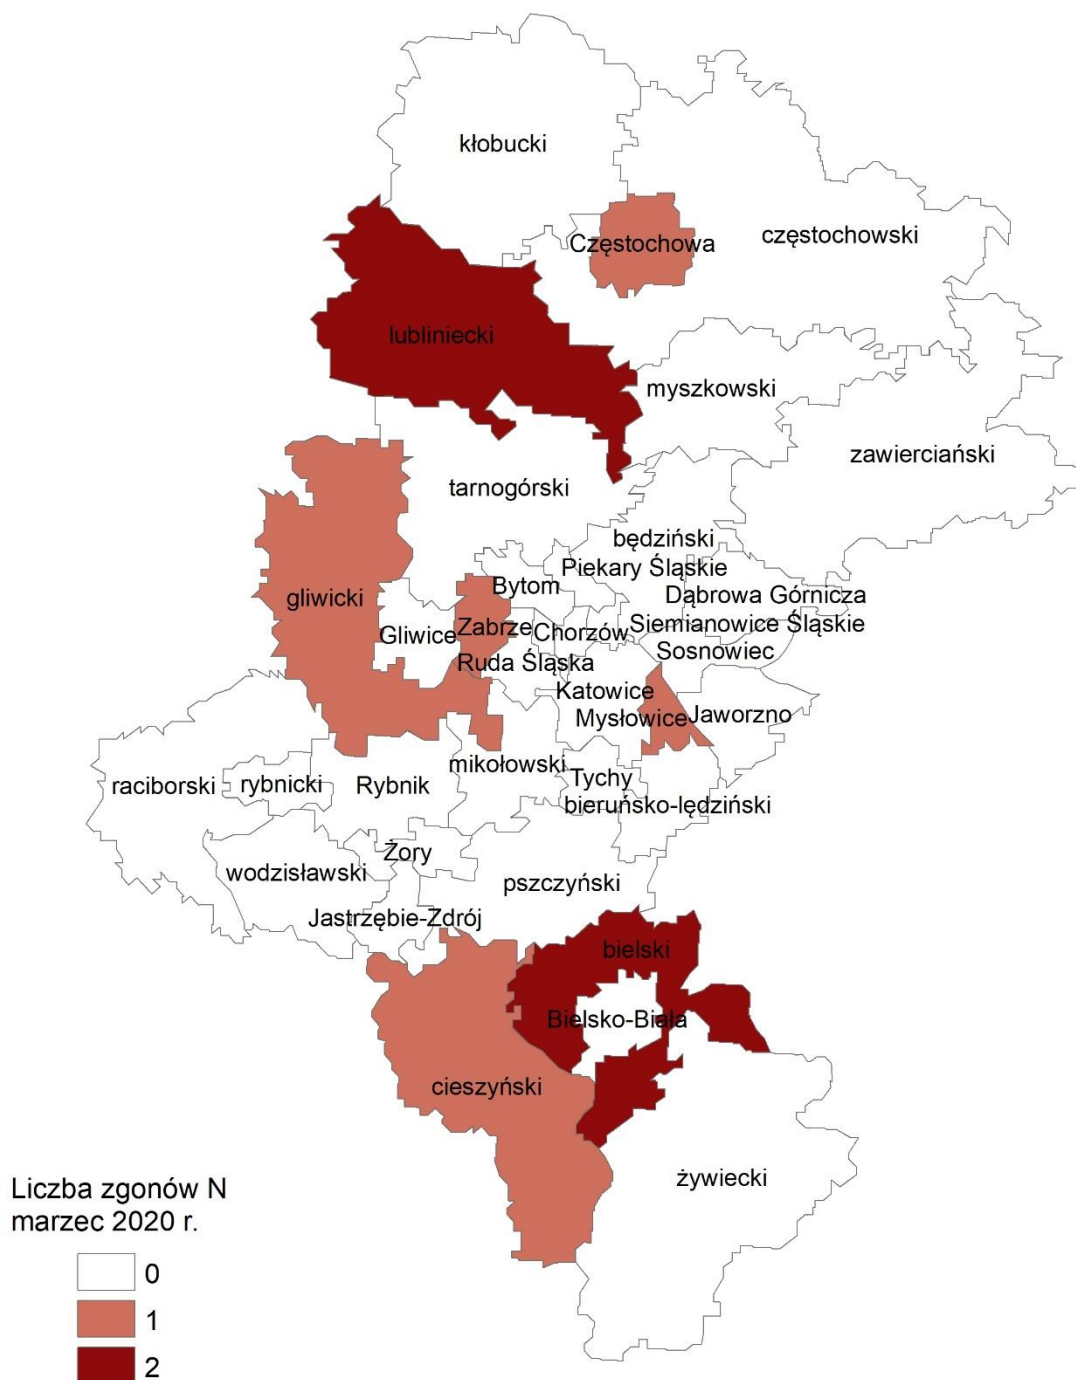 kłobucki
Częstochowa
częstochowski
lubliniecki
myszkowski
zawierciański
tarnogórski
będziński
Piekary Śląskie
Bytom
Dąbrowa Górnicza
gliwicki
Gliwice
Zabrze
Chorzów
Siemianowice Śląskie
Sosnowiec
Ruda Śląska
Katowice
Mysłowice
Jaworzno
mikołowski
Tychy
raciborski
rybnicki
Rybnik
bieruńsko-lędziński
Żory
wodzisławski
pszczyński
Jastrzębie-Zdrój
bielski
Bielsko-Biała
cieszyński
żywiecki
Liczba zgonów N
marzec 2020 r.
0
1
2